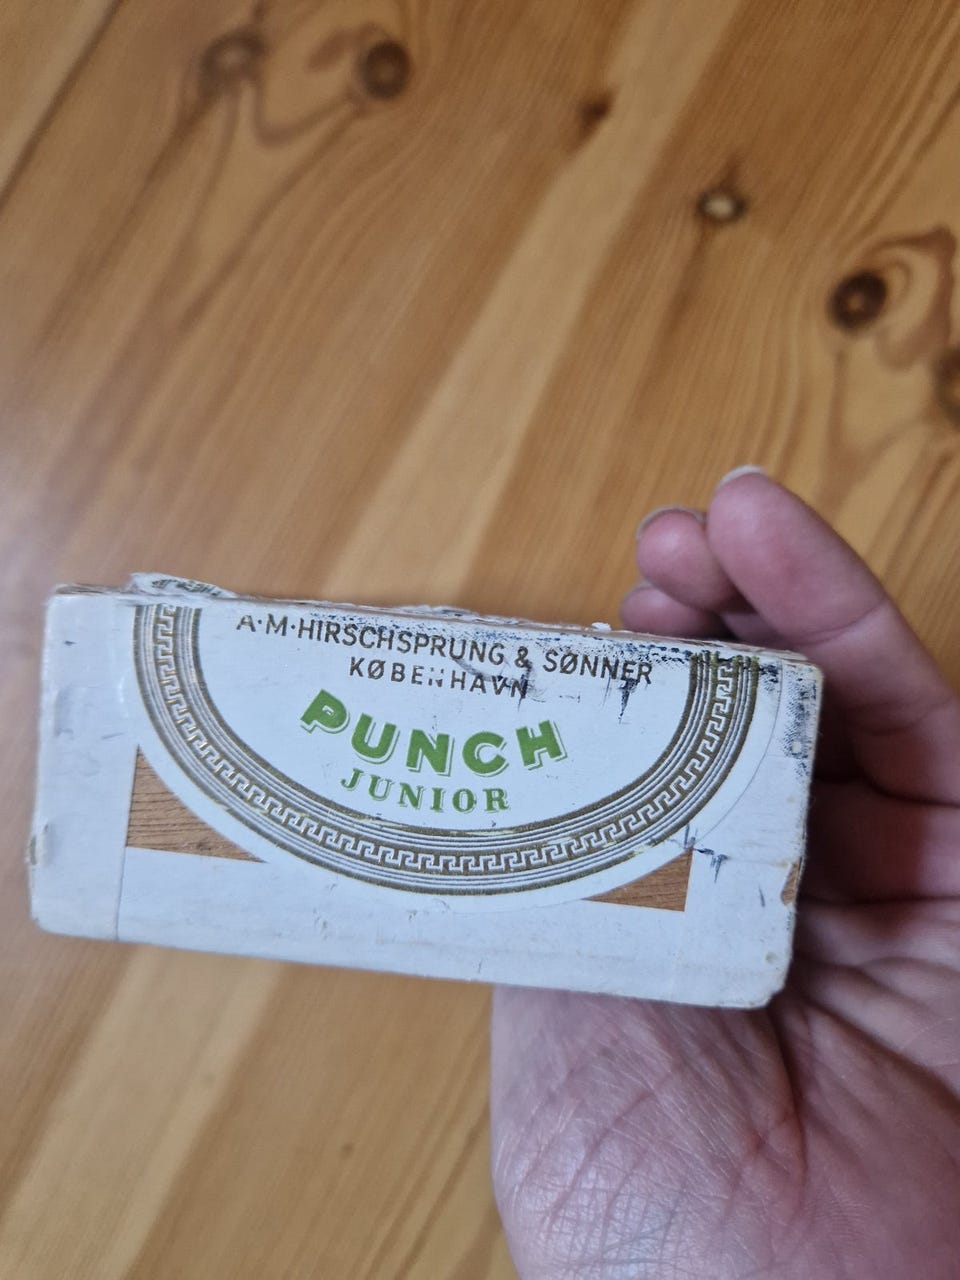 A·M·HIRSCHSPRUNG & SØNNER
KØBENHAVN
PUNCH
JUNIOR